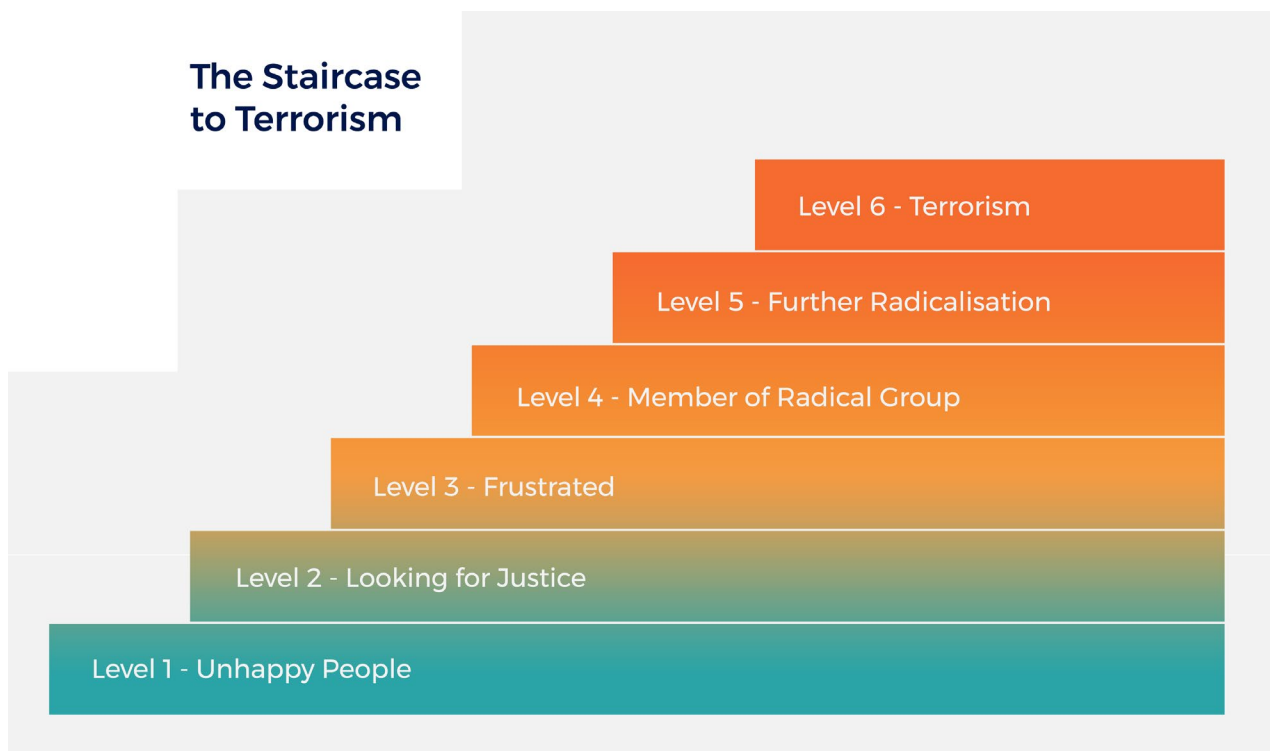 The Staircase
to Terrorism
Level 6 - Terrorism
Level 5 - Further Radicalisation
Level 4 - Member of Radical Group
Level 3 - Frustrated
Level 2 - Looking for Justice
Level 1 - Unhappy People